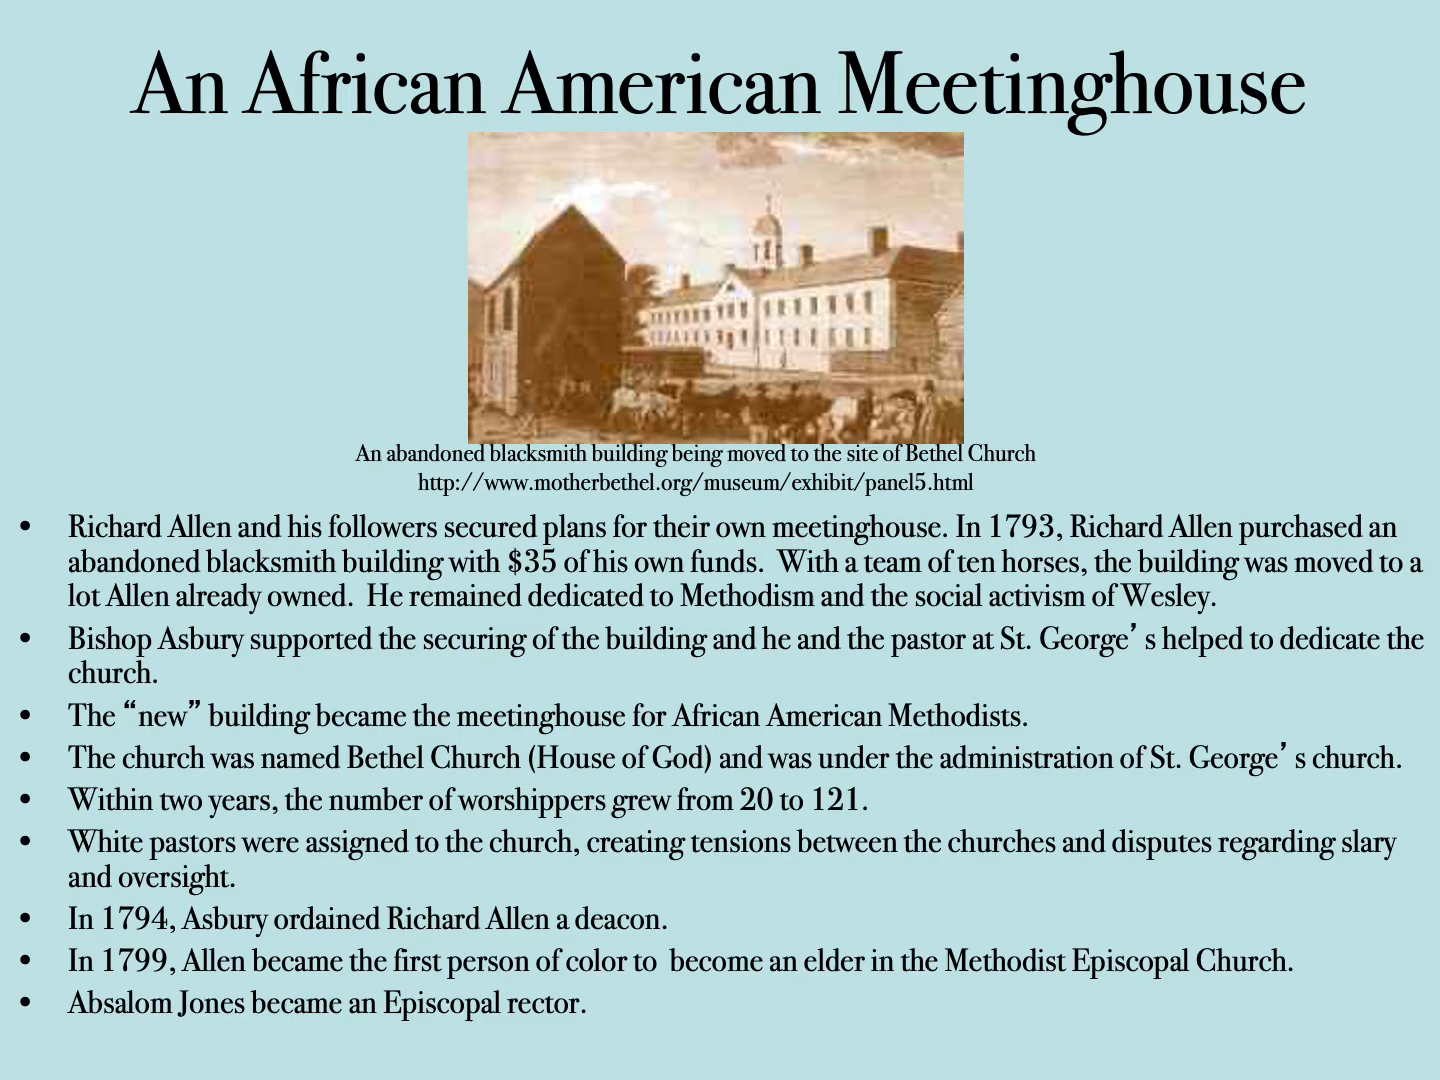 An African American Meetinghouse
An abandoned blacksmith building being moved to the site of Bethel Church
http://www.motherbethel.org/museum/exhibit/panel5.html
• Richard Allen and his followers secured plans for their own meetinghouse. In 1793, Richard Allen purchased an
abandoned blacksmith building with $35 of his own funds.  With a team of ten horses, the building was moved to a
lot Allen already owned.  He remained dedicated to Methodism and the social activism of Wesley.
• Bishop Asbury supported the securing of the building and he and the pastor at St. George’s helped to dedicate the
church.
• The “new” building became the meetinghouse for African American Methodists.
• The church was named Bethel Church (House of God) and was under the administration of St. George’s church.
• Within two years, the number of worshippers grew from 20 to 121.
• White pastors were assigned to the church, creating tensions between the churches and disputes regarding slary
and oversight.
• In 1794, Asbury ordained Richard Allen a deacon.
• In 1799, Allen became the first person of color to  become an elder in the Methodist Episcopal Church.
• Absalom Jones became an Episcopal rector.